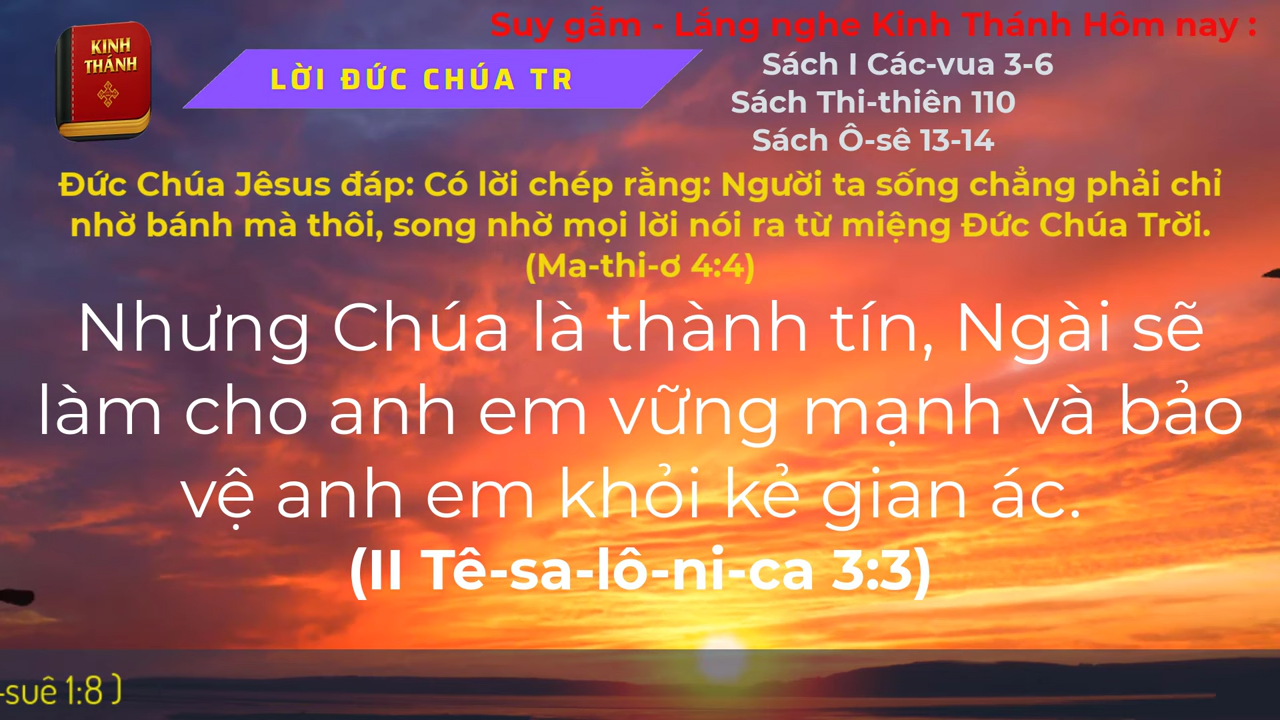 Suy gẫm - Lắng nghe Kinh Thánh Hôm nay :
KINH
THÁNH
LỜI ĐỨC CHÚA TR
Sách I Các-vua 3-6
Sách Thi-thiên 110
Sách Ô-sê 13-14
Đức Chúa Jêsus đáp: Có lời chép rằng: Người ta sống chẳng phải chỉ
nhờ bánh mà thôi, song nhờ mọi lời nói ra từ miệng Đức Chúa Trời.
(Ma-thi-ơ 4:4)
Nhưng Chúa là thành tín, Ngài sẽ
làm cho anh em vững mạnh và bảo
vệ anh em khỏi kẻ gian ác.
(II Tê-sa-lô-ni-ca 3:3)
-suê 1:8 )